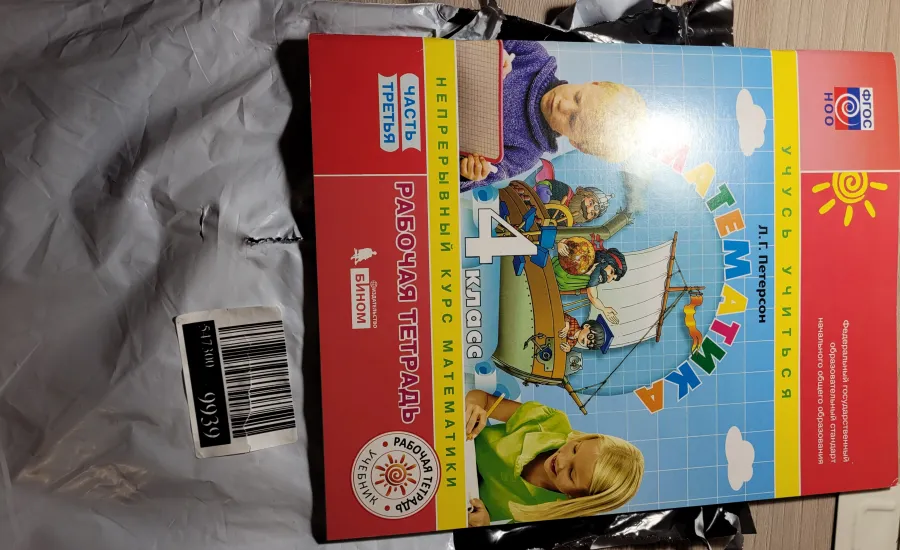 Федеральный государственный
образовательный стандарт
начального общего образования
ФГОС
НОО
УЧУСЬ УЧИТЬСЯ
Л. Г. Петерсон
МАТЕМАТИКА
4 класс
НЕПРЕРЫВНЫЙ КУРС МАТЕМАТИКИ
ЧАСТЬ
ТРЕТЬЯ
РАБОЧАЯ ТЕТРАДЬ
ИЗДАТЕЛЬСТВО
БИНОМ
РАБОЧАЯ ТЕТРАДЬ
УЧЕБНИК
9939